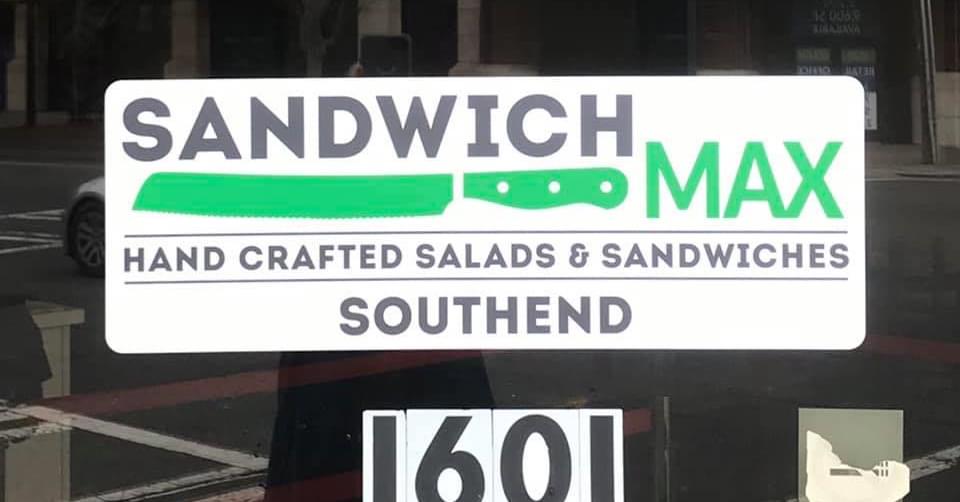 SANDWICH
MAX
HAND CRAFTED SALADS & SANDWICHES
SOUTHEND
1601